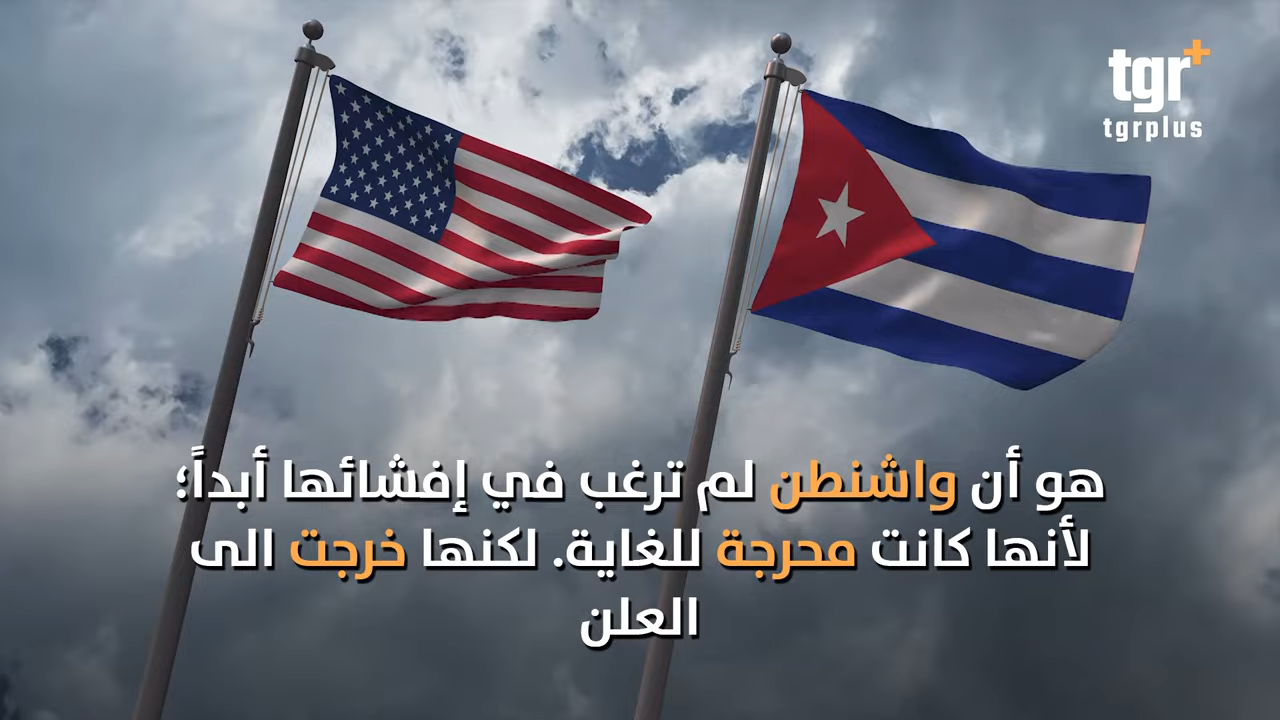 tgr+
tgrplus
هو أن واشنطن لم ترغب في إفشائها أبداً؛
لأنها كانت محرجة للغاية. لكنها خرجت الى
العلن